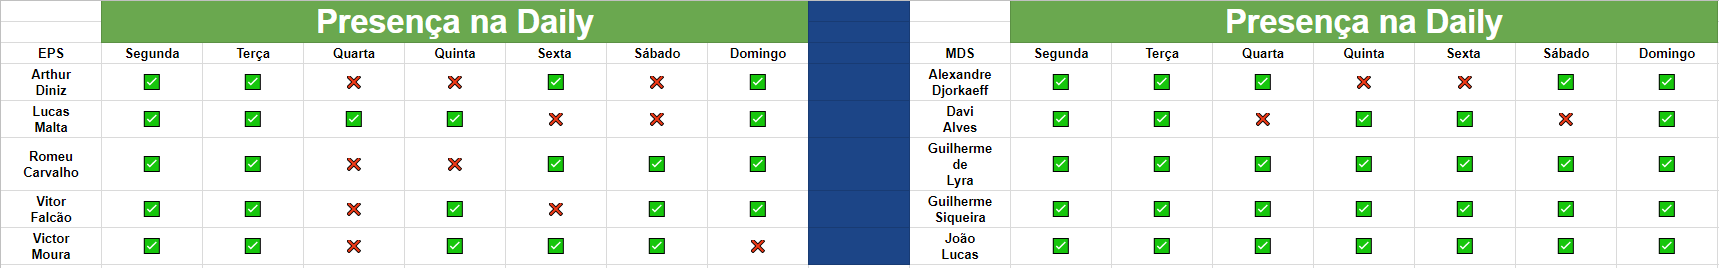 Presença na Daily
EPS Segunda Terça Quarta Quinta Sexta Sábado Domingo
Arthur
Diniz ✅ ✅ ❌ ❌ ✅ ❌ ✅
Lucas
Malta ✅ ✅ ✅ ✅ ❌ ❌ ✅
Romeu
Carvalho ✅ ✅ ❌ ❌ ✅ ✅ ✅
Vitor
Falcão ✅ ✅ ❌ ✅ ❌ ✅ ✅
Victor
Moura ✅ ✅ ❌ ✅ ✅ ✅ ❌
Presença na Daily
MDS Segunda Terça Quarta Quinta Sexta Sábado Domingo
Alexandre
Djorkaeff ✅ ✅ ✅ ❌ ❌ ✅ ✅
Davi
Alves ✅ ✅ ❌ ✅ ✅ ❌ ✅
Guilherme
de
Lyra ✅ ✅ ✅ ✅ ✅ ✅ ✅
Guilherme
Siqueira ✅ ✅ ✅ ✅ ✅ ✅ ✅
João
Lucas ✅ ✅ ✅ ✅ ✅ ✅ ✅